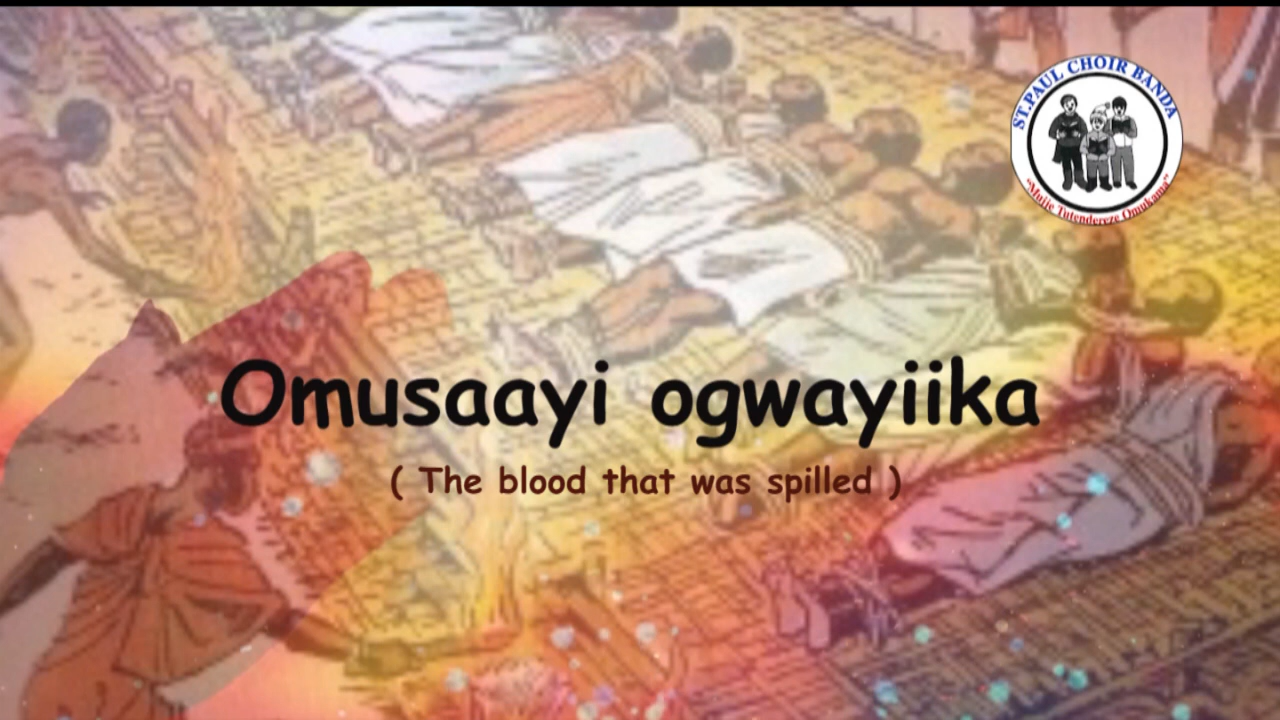 ST.PAUL CHOIR BANDA
"Mujje Tutendereze Omukama"
Omusaayi ogwayiika
( The blood that was spilled )